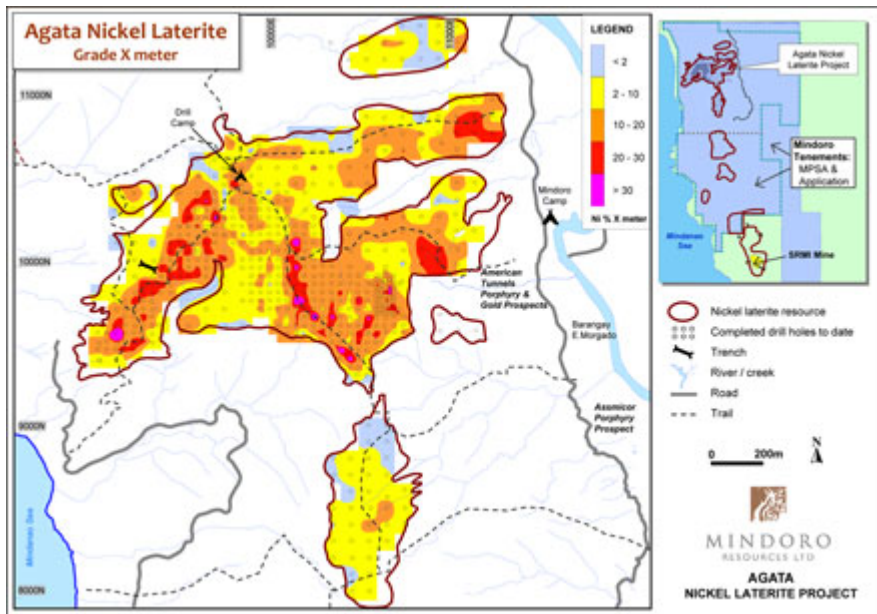 Agata Nickel Laterite
Grade X meter
10000E
11000E
11000N
10000N
9000N
8000N
Drill
Camp
Mindoro
Camp
American
Tunnels
Porphyry &
Gold Prospects
Barangay
E.Morgado
Asomicor
Porphyry
Prospect
Mindanao Sea
LEGEND
< 2
2 - 10
10 - 20
20 - 30
> 30
Ni % X meter
Agata Nickel
Laterite Project
Mindoro
Tenements:
MPSA &
Application
Mindanao
Sea
SRMI Mine
Nickel laterite resource
Completed drill holes to date
Trench
River / creek
Road
Trail
0 200m
N
MINDORO
RESOURCES LTD
AGATA
NICKEL LATERITE PROJECT